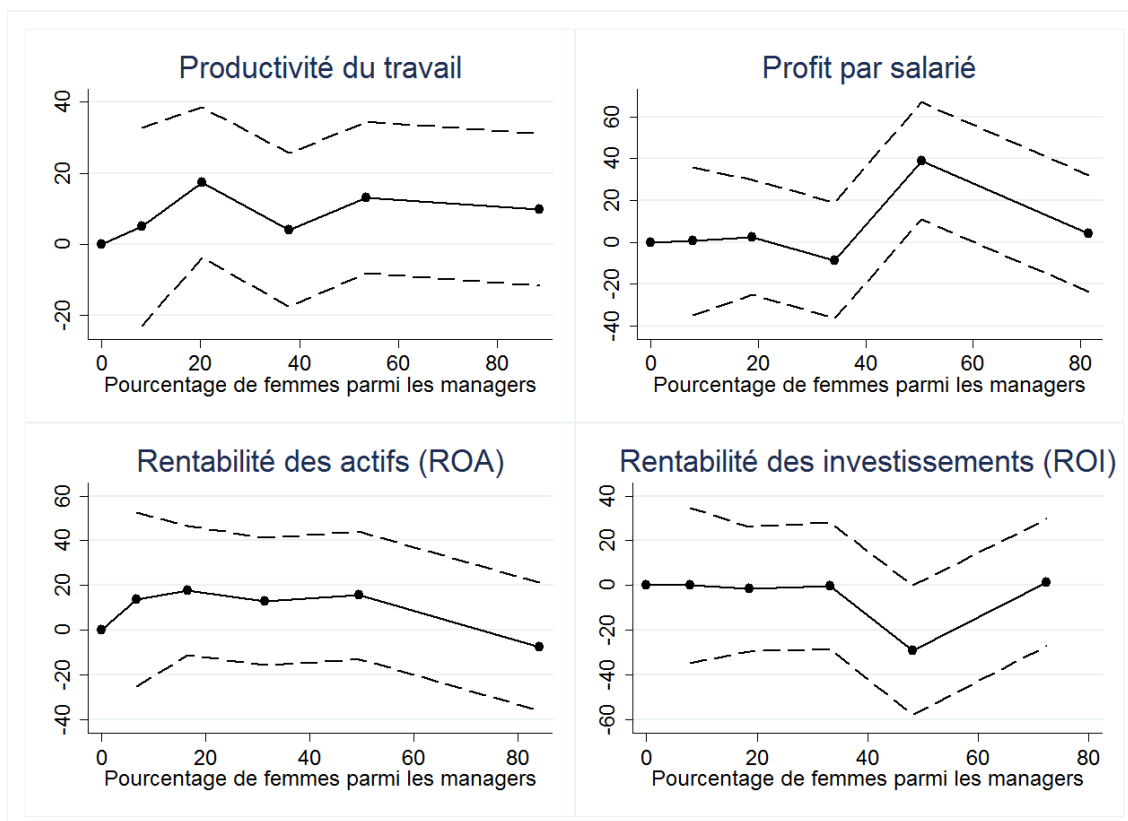 Productivité du travail
40
20
0
-20
0 20 40 60 80
Pourcentage de femmes parmi les managers
Profit par salarié
60
40
20
0
-20
-40
0 20 40 60 80
Pourcentage de femmes parmi les managers
Rentabilité des actifs (ROA)
60
40
20
0
-20
-40
0 20 40 60 80
Pourcentage de femmes parmi les managers
Rentabilité des investissements (ROI)
40
20
0
-20
-40
-60
0 20 40 60 80
Pourcentage de femmes parmi les managers